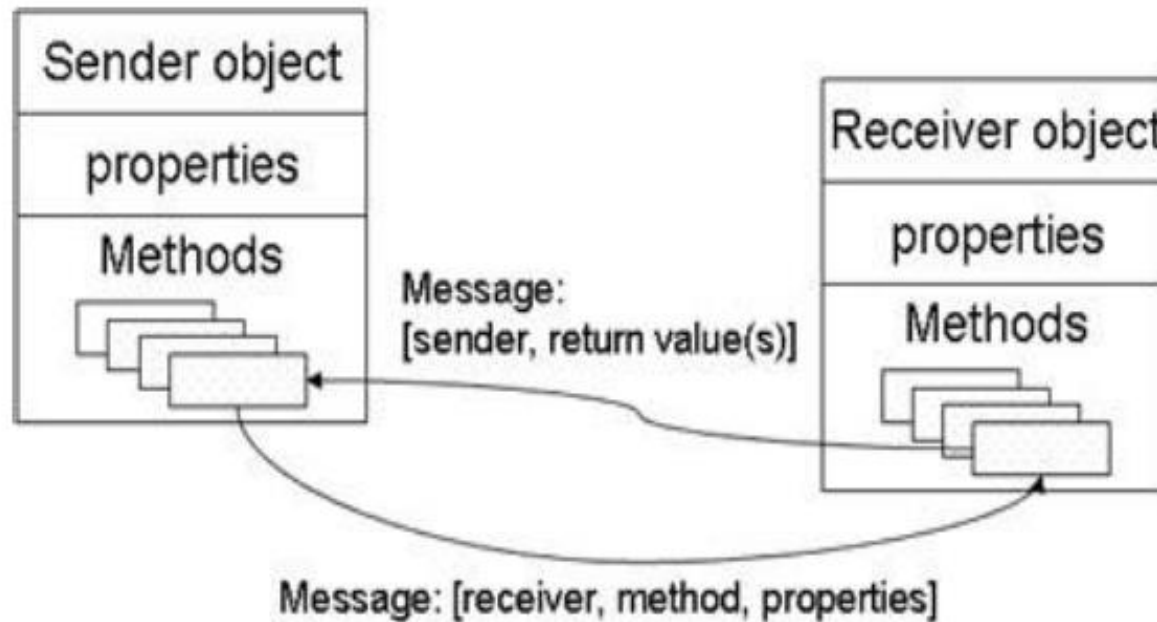 Sender object
properties
Methods
Message:
[sender, return value(s)]
Receiver object
properties
Methods
Message: [receiver, method, properties]